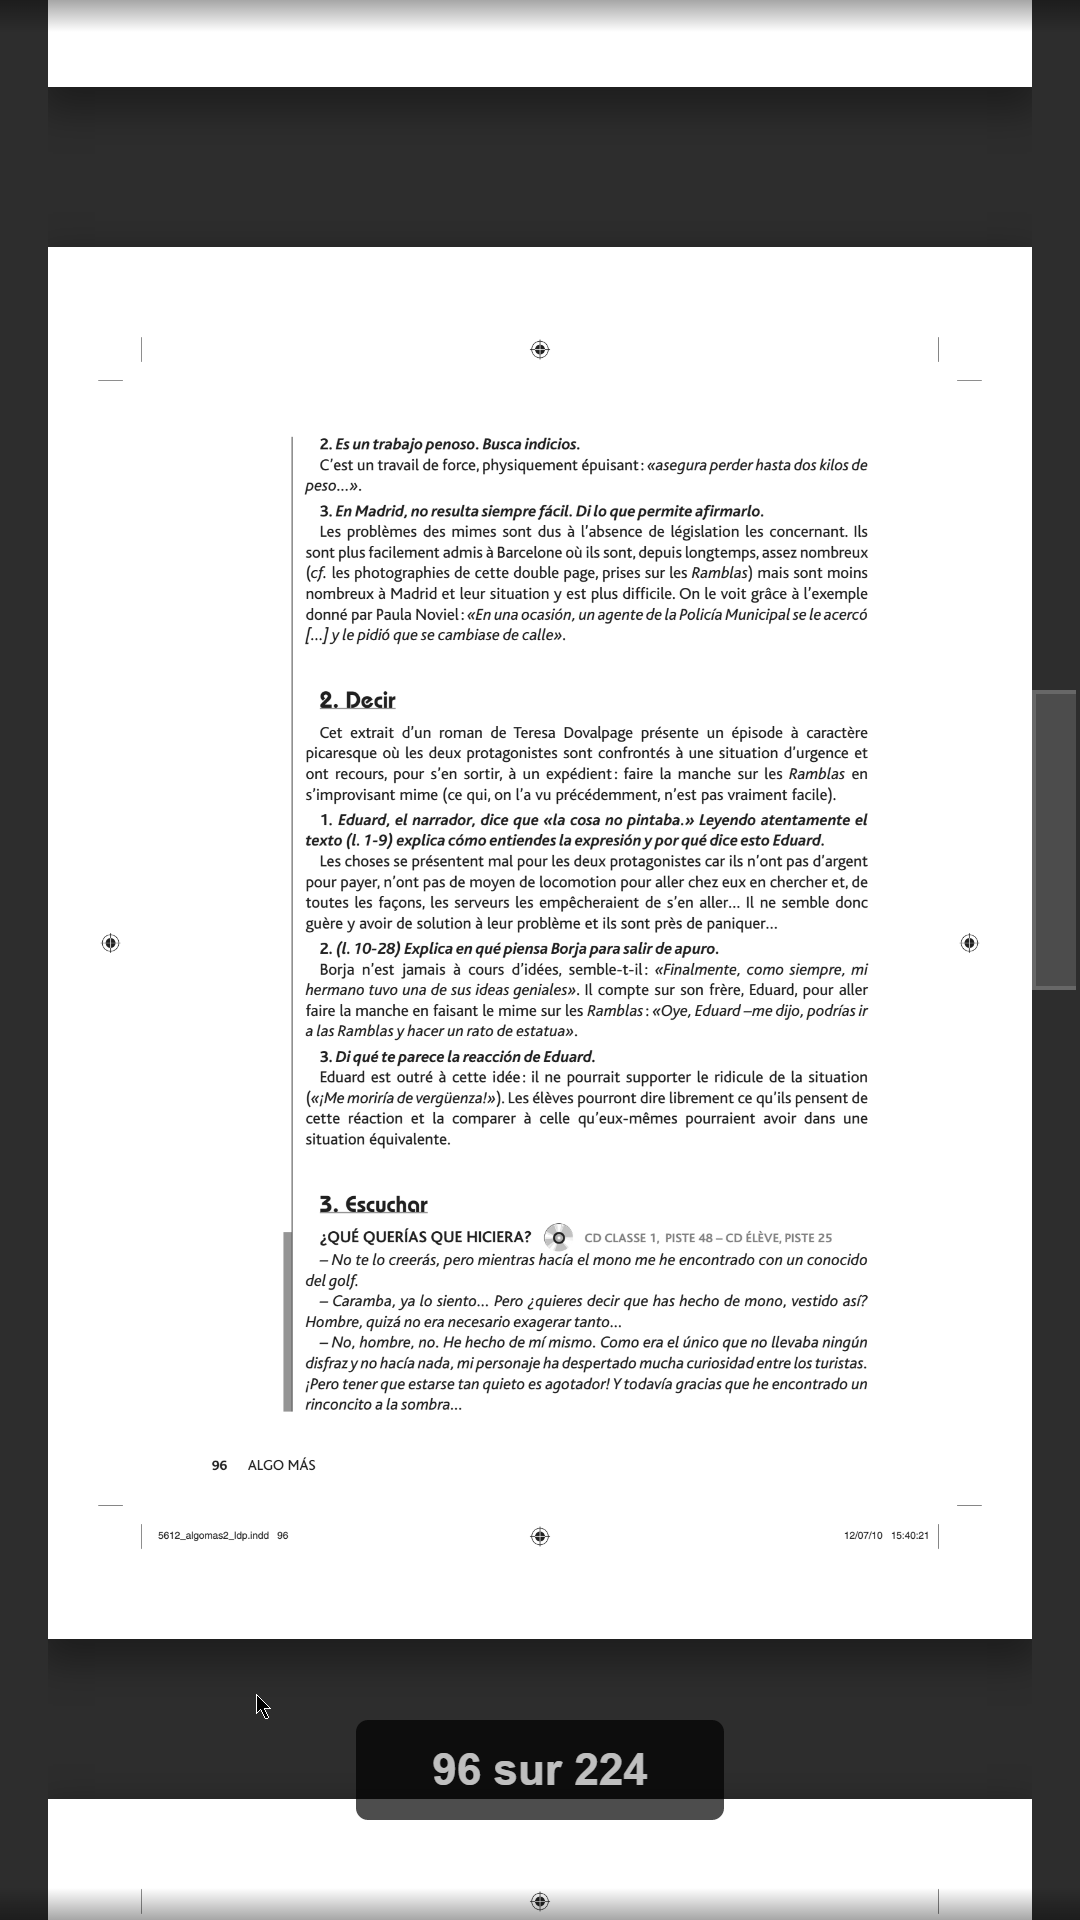 2. Es un trabajo penoso. Busca indicios.
C’est un travail de force, physiquement épuisant : «asegura perder hasta dos kilos de
peso…».
3. En Madrid, no resulta siempre fácil. Di lo que permite afirmarlo.
Les problèmes des mimes sont dus à l’absence de législation les concernant. Ils
sont plus facilement admis à Barcelone où ils sont, depuis longtemps, assez nombreux
(cf. les photographies de cette double page, prises sur les Ramblas) mais sont moins
nombreux à Madrid et leur situation y est plus difficile. On le voit grâce à l’exemple
donné par Paula Noviel : «En una ocasión, un agente de la Policía Municipal se le acercó
[…] y le pidió que se cambiase de calle».
2. Decir
Cet extrait d’un roman de Teresa Dovalpage présente un épisode à caractère
picaresque où les deux protagonistes sont confrontés à une situation d’urgence et
ont recours, pour s’en sortir, à un expédient : faire la manche sur les Ramblas en
s’improvisant mime (ce qui, on l’a vu précédemment, n’est pas vraiment facile).
1. Eduard, el narrador, dice que «la cosa no pintaba.» Leyendo atentamente el
texto (l. 1-9) explica cómo entiendes la expresión y por qué dice esto Eduard.
Les choses se présentent mal pour les deux protagonistes car ils n’ont pas d’argent
pour payer, n’ont pas de moyen de locomotion pour aller chez eux en chercher et, de
toutes les façons, les serveurs les empêcheraient de s’en aller… Il ne semble donc
guère y avoir de solution à leur problème et ils sont près de paniquer…
2. (l. 10-28) Explica en qué piensa Borja para salir de apuro.
Borja n’est jamais à cours d’idées, semble-t-il : «Finalmente, como siempre, mi
hermano tuvo una de sus ideas geniales». Il compte sur son frère, Eduard, pour aller
faire la manche en faisant le mime sur les Ramblas : «Oye, Eduard –me dijo, podrías ir
a las Ramblas y hacer un rato de estatua».
3. Di qué te parece la reacción de Eduard.
Eduard est outré à cette idée : il ne pourrait supporter le ridicule de la situation
(«¡Me moriría de vergüenza!»). Les élèves pourront dire librement ce qu’ils pensent de
cette réaction et la comparer à celle qu’eux-mêmes pourraient avoir dans une
situation équivalente.
3. Escuchar
¿QUÉ QUERÍAS QUE HICIERA? CD CLASSE 1, PISTE 48 – CD ÉLÈVE, PISTE 25
– No te lo creerás, pero mientras hacía el mono me he encontrado con un conocido
del golf.
– Caramba, ya lo siento… Pero ¿quieres decir que has hecho de mono, vestido así?
Hombre, quizá no era necesario exagerar tanto…
– No, hombre, no. He hecho de mí mismo. Como era el único que no llevaba ningún
disfraz y no hacía nada, mi personaje ha despertado mucha curiosidad entre los turistas.
¡Pero tener que estarse tan quieto es agotador! Y todavía gracias que he encontrado un
rinconcito a la sombra…
96 ALGO MÁS
5612_algomas2_ldp.indd 96 12/07/10 15:40:21
96 sur 224